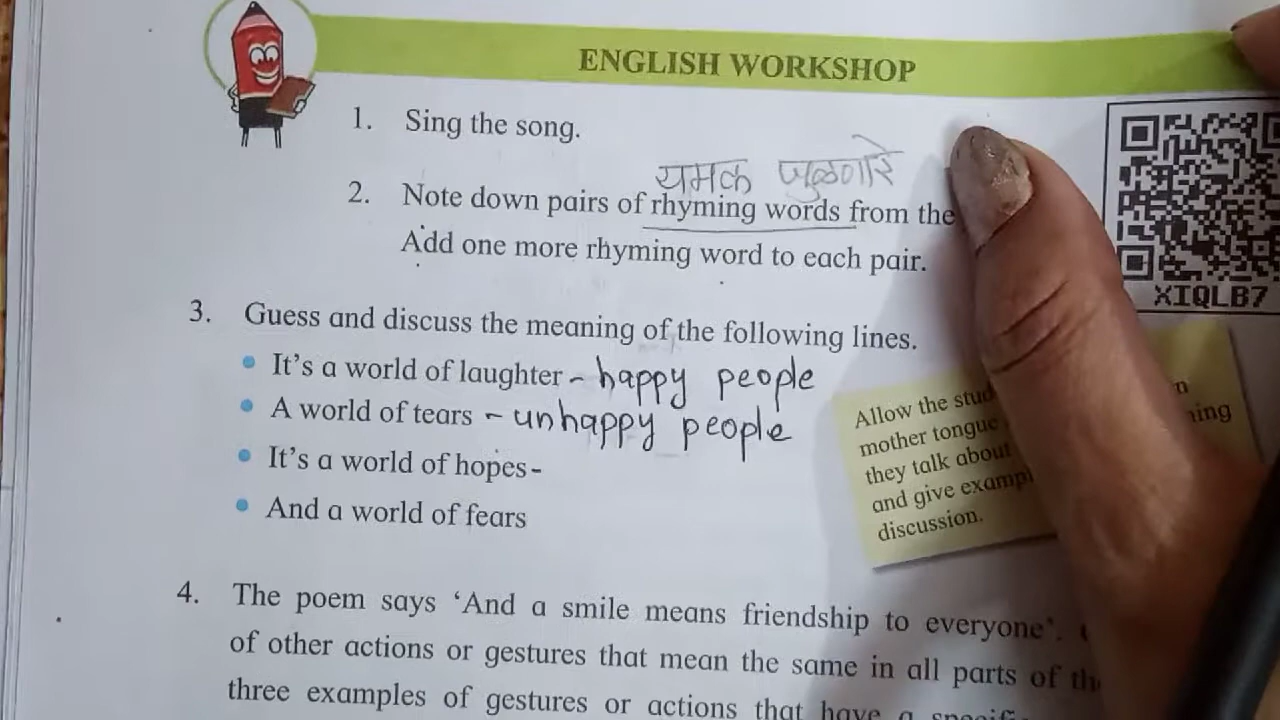 ENGLISH WORKSHOP
1. Sing the song.
यमक जुळणारे
2. Note down pairs of rhyming words from the
Add one more rhyming word to each pair.
XIQLB7
3. Guess and discuss the meaning of the following lines.
• It's a world of laughter - happy people
• A world of tears - unhappy people
• It's a world of hopes -
• And a world of fears
Allow the
mother tongue
they talk about
and give
discussion.
4. The poem says 'And a smile means friendship to everyone'.
of other actions or gestures that mean the same in all parts of
three examples of gestures or actions that have a